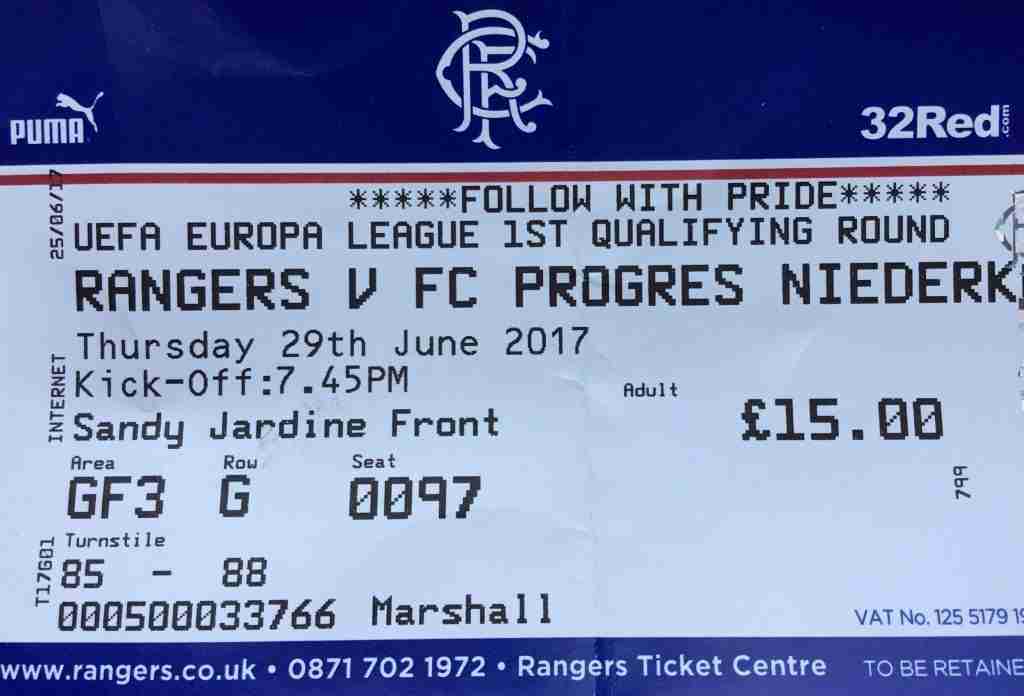 PUMA
32Red.com
*****FOLLOW WITH PRIDE*****
UEFA EUROPA LEAGUE 1ST QUALIFYING ROUND
RANGERS V FC PROGRES NIEDERK
Thursday 29th June 2017
Kick-Off:7.45PM
Adult
£15.00
Sandy Jardine Front
Area Row Seat
GF3 G 0097
Turnstile
85 - 88
000500033766 Marshall
25/06/17
INTERNET
T17601
799
VAT No. 125 5179 19
www.rangers.co.uk • 0871 702 1972 • Rangers Ticket Centre
TO BE RETAINE